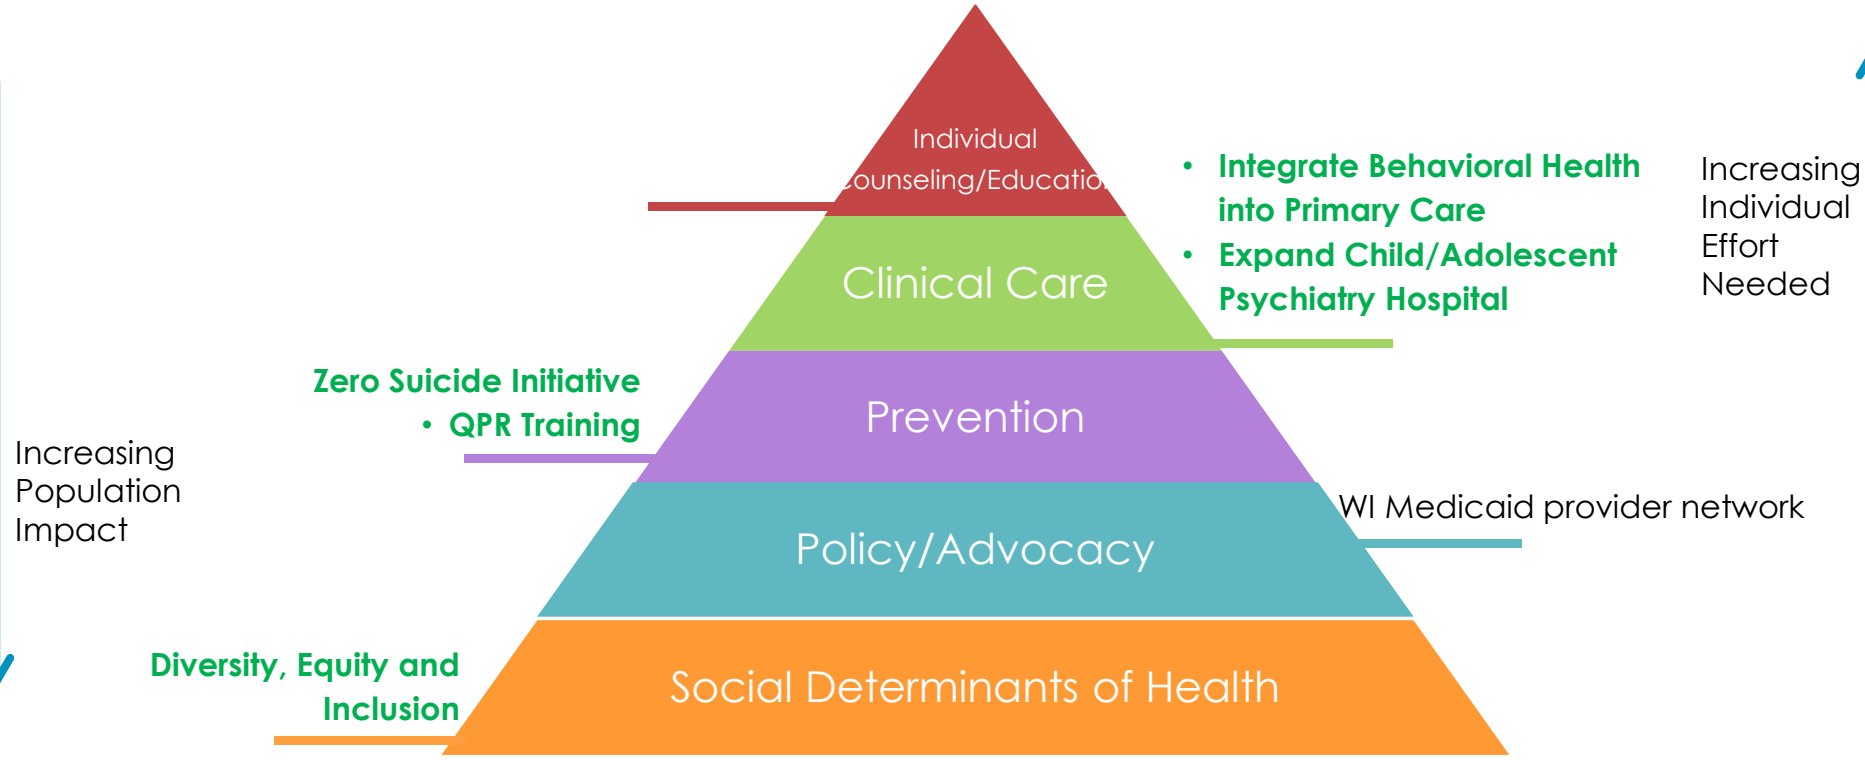 Individual
Counseling/Education
• Integrate Behavioral Health
into Primary Care
• Expand Child/Adolescent
Psychiatry Hospital
Increasing
Individual
Effort
Needed
Clinical Care
Zero Suicide Initiative
• QPR Training
Prevention
Increasing
Population
Impact
WI Medicaid provider network
Policy/Advocacy
Diversity, Equity and
Inclusion
Social Determinants of Health